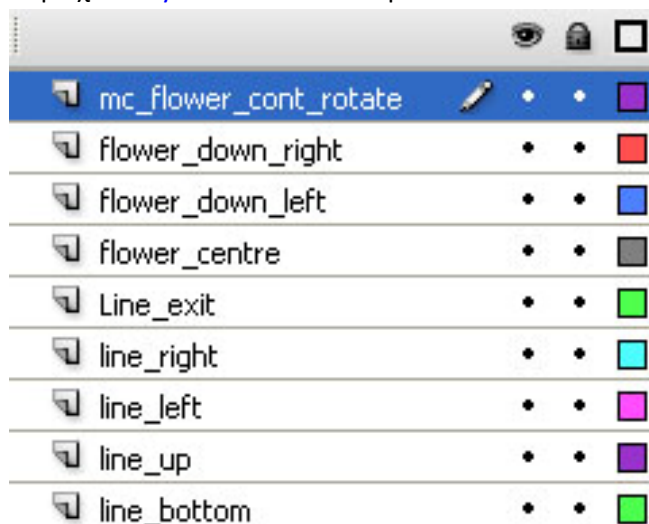 mc_flower_cont_rotate
flower_down_right
flower_down_left
flower_centre
Line_exit
line_right
line_left
line_up
line_bottom